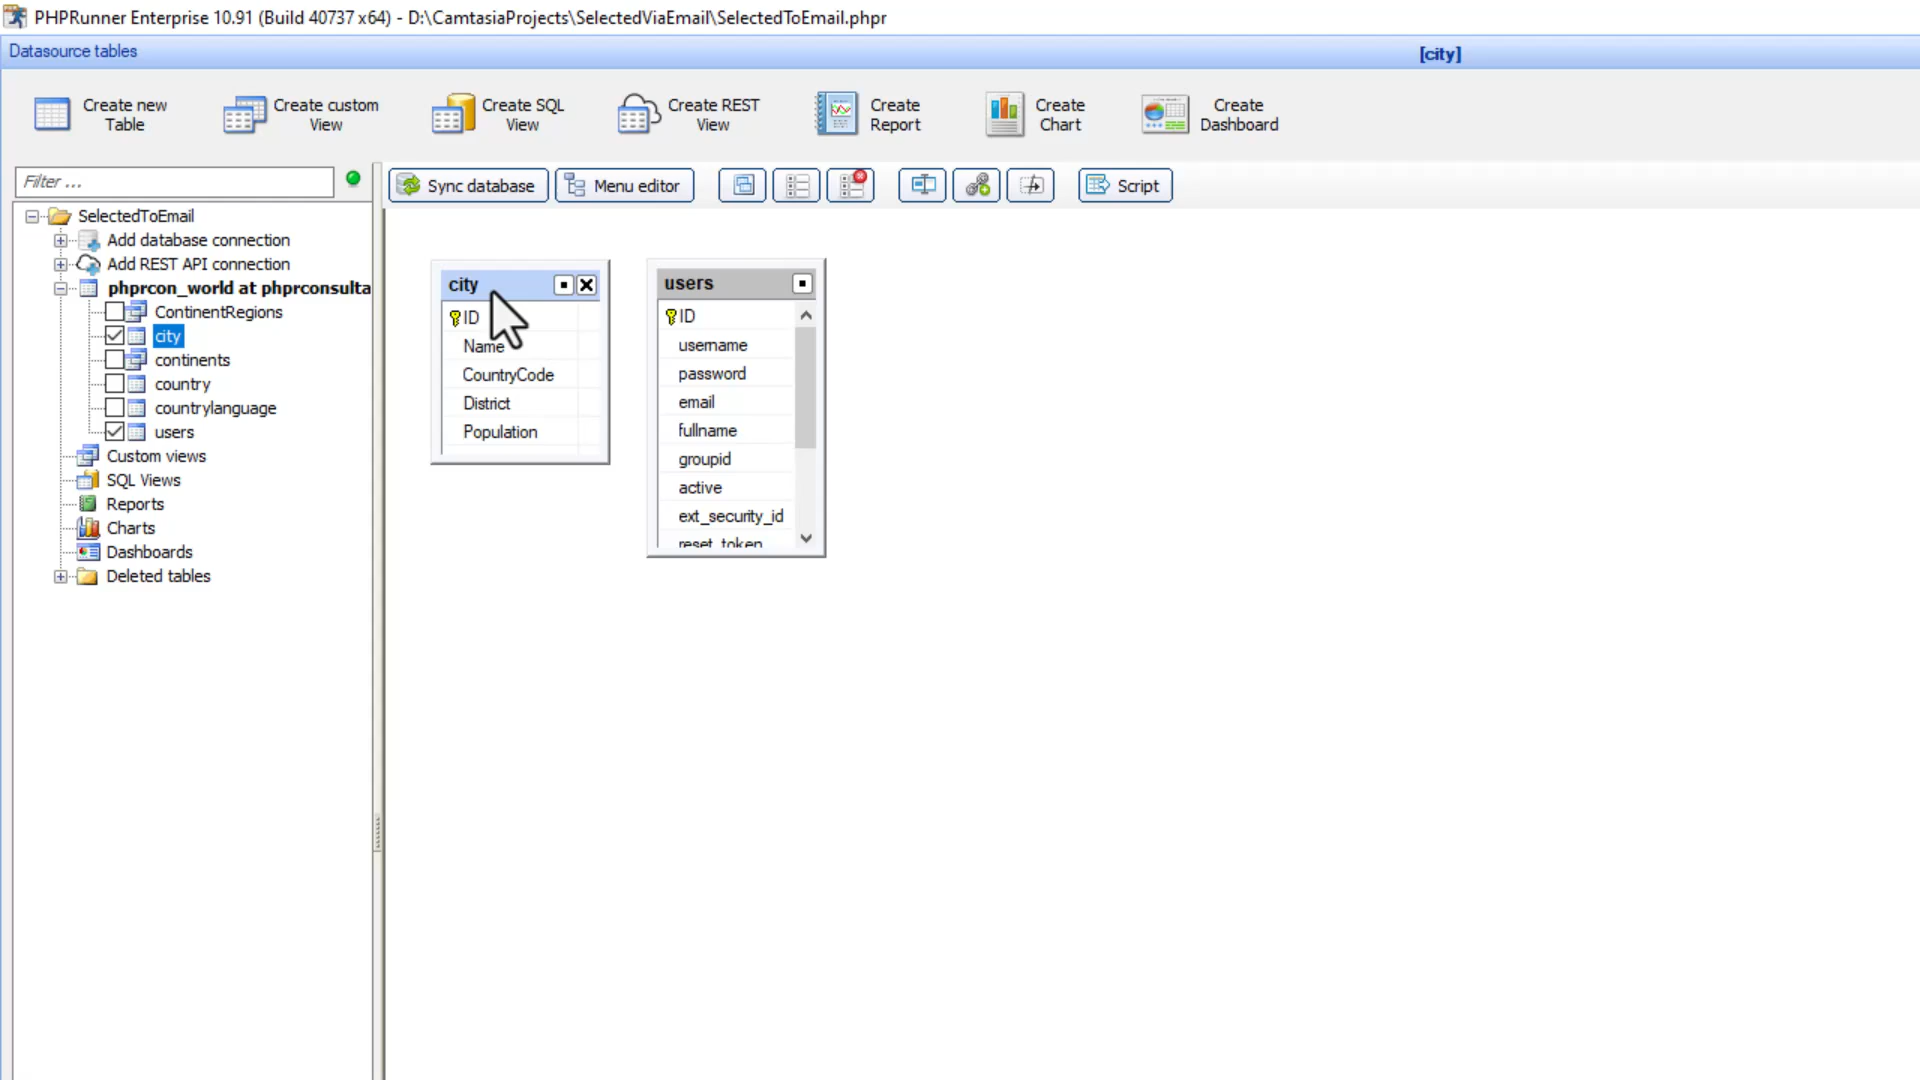 PHPRunner Enterprise 10.91 (Build 40737 x64) - D:\CamtasiaProjects\SelectedViaEmail\SelectedToEmail.phpr
Datasource tables
[city]
Create new
Table
Create custom
View
Create SQL
View
Create REST
View
Create
Report
Create
Chart
Create
Dashboard
Filter ...
Sync database
Menu editor
Script
SelectedToEmail
Add database connection
Add REST API connection
phprcon_world at phprconsulta
ContinentRegions
city
continents
country
countrylanguage
users
Custom views
SQL Views
Reports
Charts
Dashboards
Deleted tables
city
ID
Name
CountryCode
District
Population
users
ID
username
password
email
fullname
groupid
active
ext_security_id
reset_token